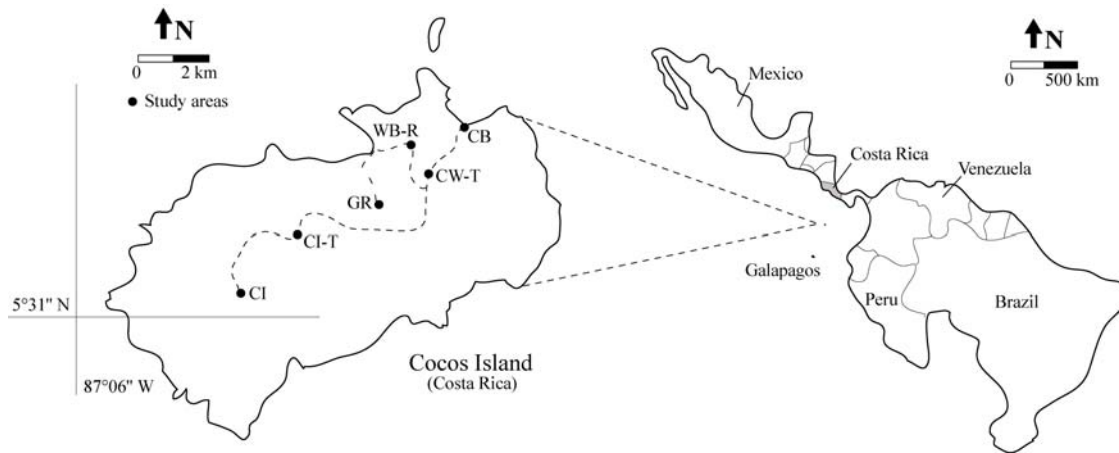 N
0 2 km
Study areas
WB-R
CB
CW-T
GR
CI-T
CI
5°31" N
87°06" W
Cocos Island
(Costa Rica)
N
0 500 km
Mexico
Costa Rica
Venezuela
Galapagos
Peru
Brazil